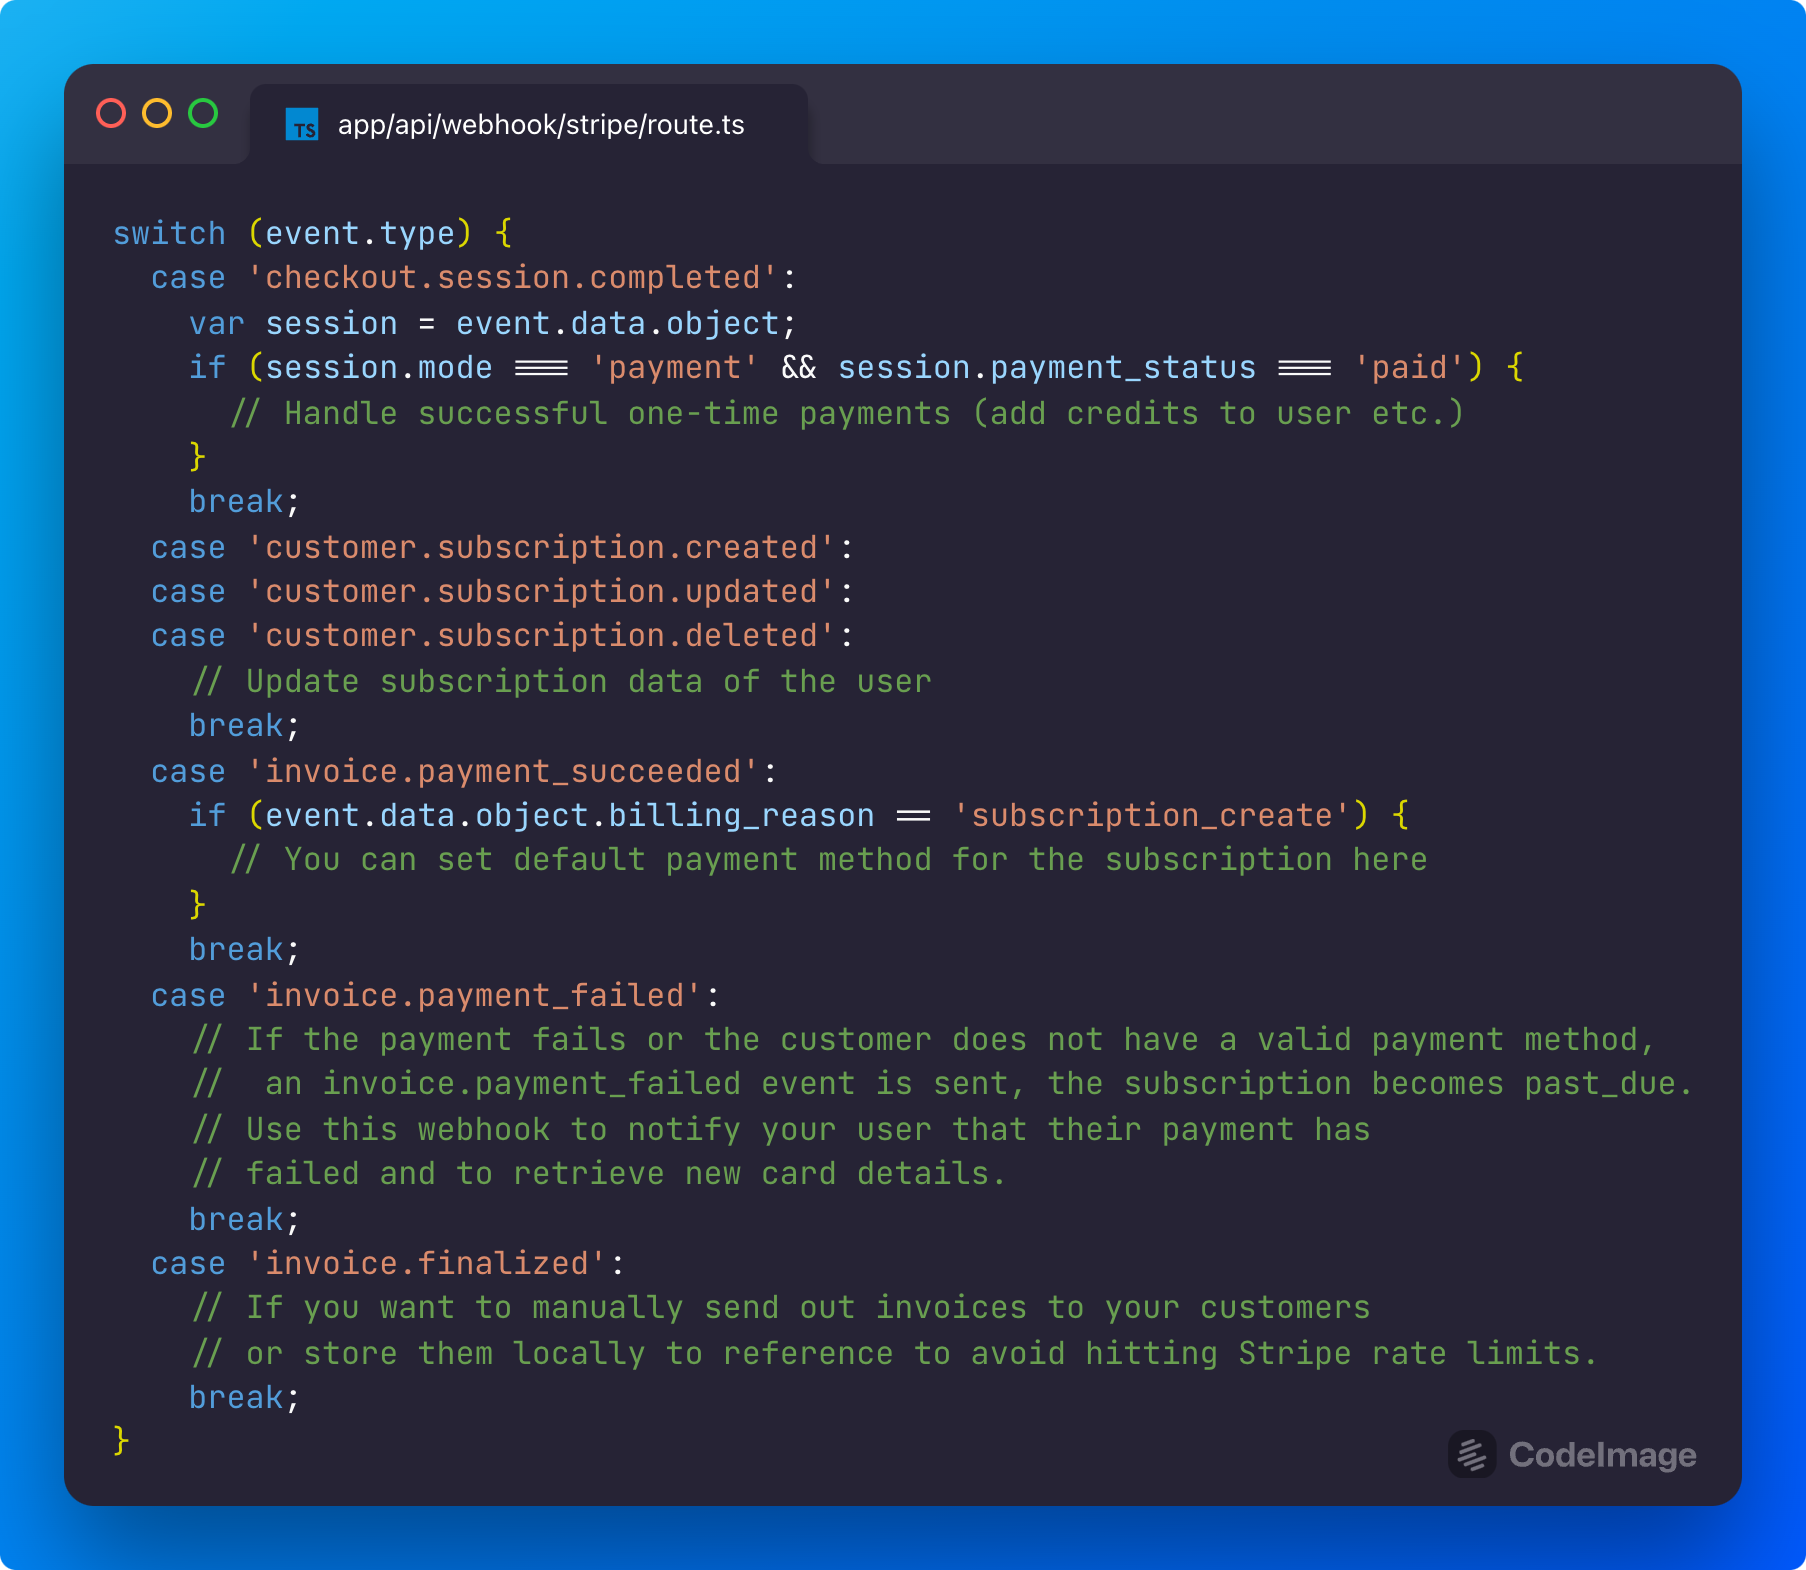 TS app/api/webhook/stripe/route.ts
switch (event.type) {
  case 'checkout.session.completed':
    var session = event.data.object;
    if (session.mode === 'payment' && session.payment_status === 'paid') {
      // Handle successful one-time payments (add credits to user etc.)
    }
    break;
  case 'customer.subscription.created':
  case 'customer.subscription.updated':
  case 'customer.subscription.deleted':
    // Update subscription data of the user
    break;
  case 'invoice.payment_succeeded':
    if (event.data.object.billing_reason == 'subscription_create') {
      // You can set default payment method for the subscription here
    }
    break;
  case 'invoice.payment_failed':
    // If the payment fails or the customer does not have a valid payment method,
    //  an invoice.payment_failed event is sent, the subscription becomes past_due.
    // Use this webhook to notify your user that their payment has
    // failed and to retrieve new card details.
    break;
  case 'invoice.finalized':
    // If you want to manually send out invoices to your customers
    // or store them locally to reference to avoid hitting Stripe rate limits.
    break;
}
CodeImage